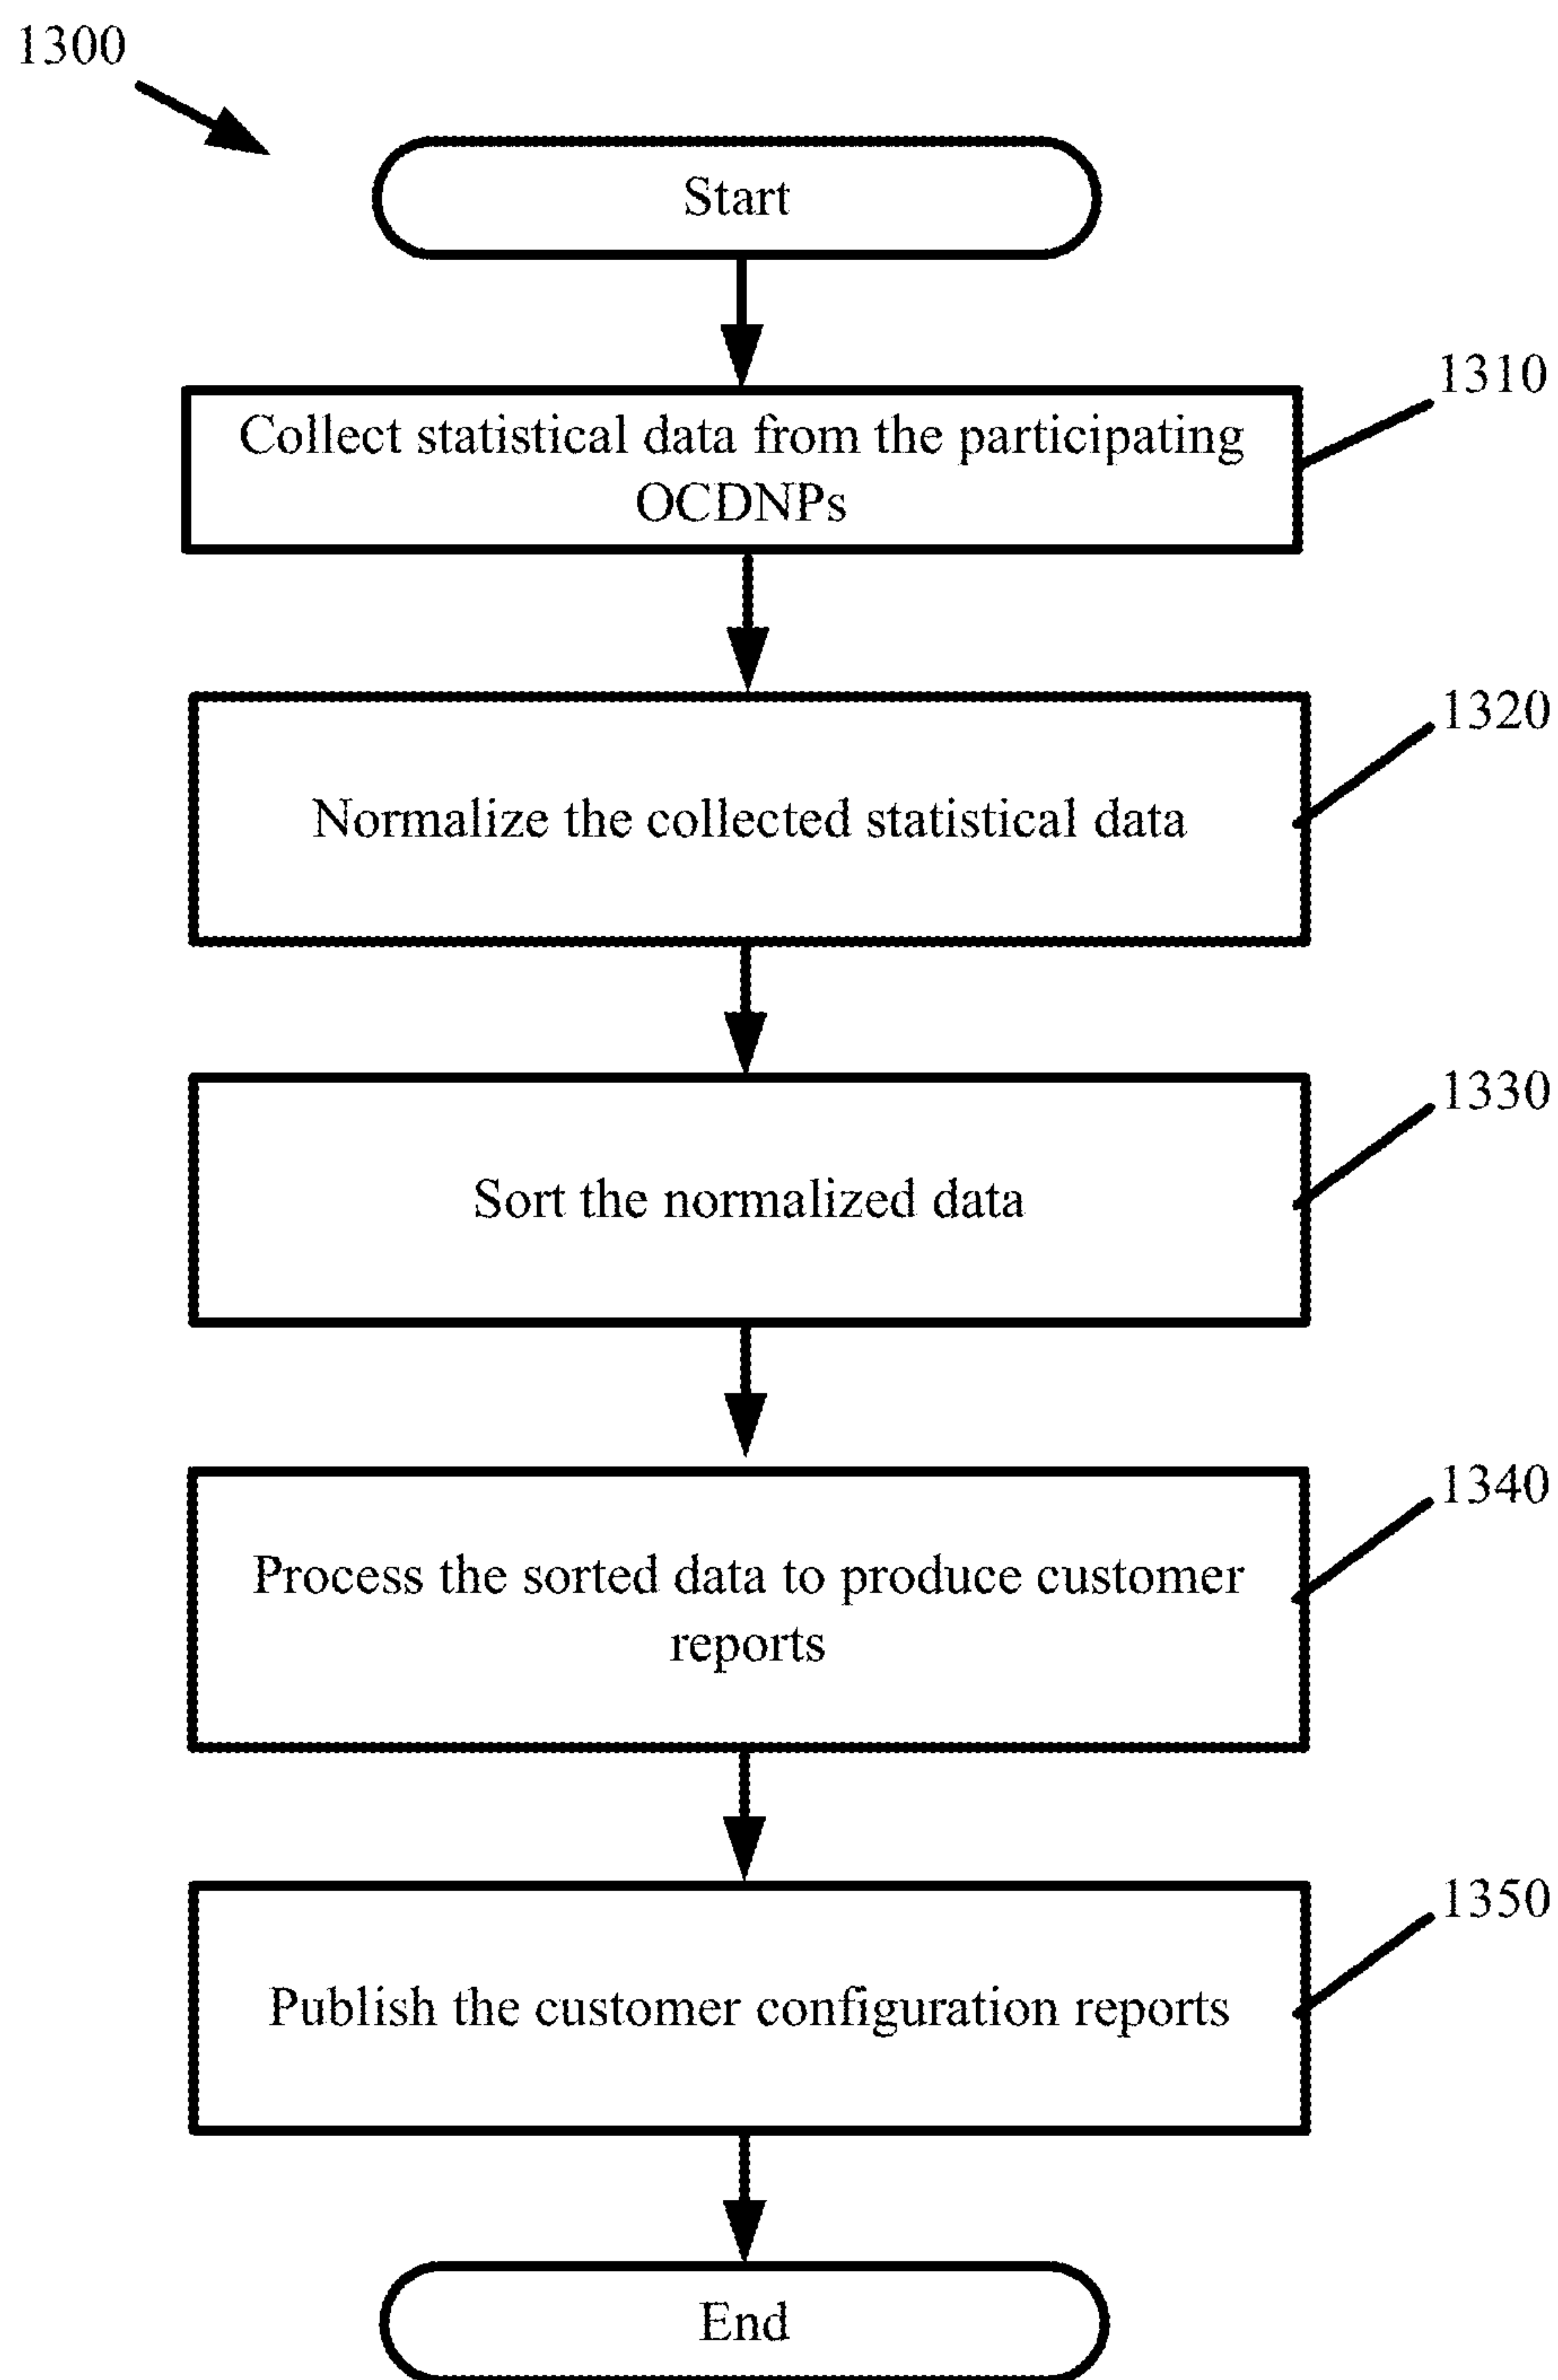 1300
Start
1310
Collect statistical data from the participating
OCDNPs
1320
Normalize the collected statistical data
1330
Sort the normalized data
1340
Process the sorted data to produce customer
reports
1350
Publish the customer configuration reports
End